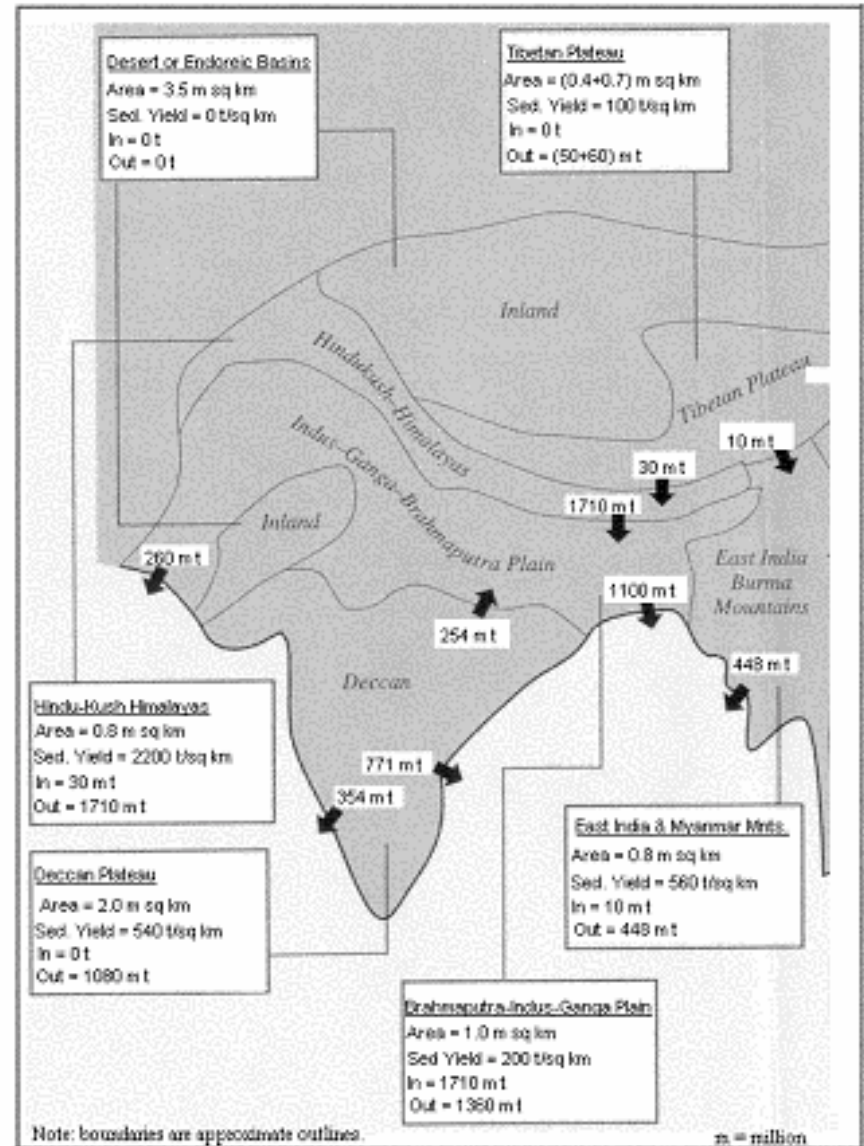 Desert or Endoreic Basins
Area = 3.5 m sq km
Sed. Yield = 0 t/sq km
In = 0 t
Out = 0 t
Tibetan Plateau
Area = (0.4+0.7) m sq km
Sed. Yield = 100 t/sq km
In = 0 t
Out = (50+60) m t
Inland
Hindukush-Himalayas
Tibetan Plateau
10 m t
30 m t
Indus-Ganga-Brahmaputra Plain
1710 m t
Inland
260 m t
East India
Burma
Mountains
1100 m t
254 m t
448 m t
Deccan
Hindu-Kush Himalayas
Area = 0.8 m sq km
Sed. Yield = 2200 t/sq km
In = 30 m t
Out = 1710 m t
771 m t
354 m t
East India & Myanmar Mnts.
Area = 0.8 m sq km
Sed. Yield = 560 t/sq km
In = 10 m t
Out = 448 m t
Deccan Plateau
Area = 2.0 m sq km
Sed. Yield = 540 t/sq km
In = 0 t
Out = 1080 m t
Brahmaputra-Indus-Ganga Plain
Area = 1.0 m sq km
Sed Yield = 200 t/sq km
In = 1710 m t
Out = 1360 m t
Note: boundaries are approximate outlines.
m = million